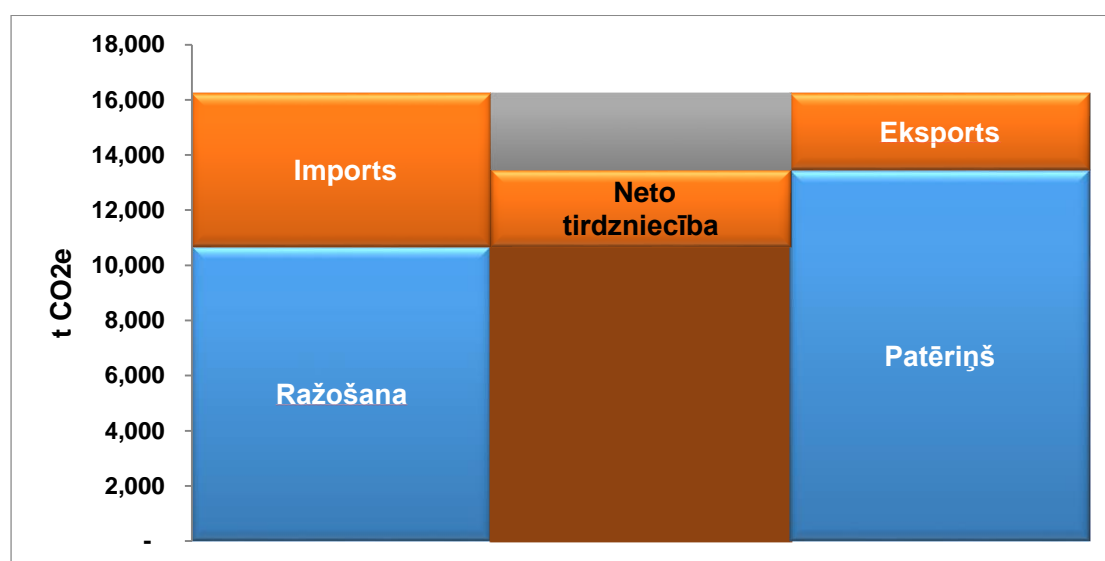 18,000
16,000
14,000
12,000
10,000
8,000
6,000
4,000
2,000
-
t CO2e
Imports
Ražošana
Neto
tirdzniecība
Eksports
Patēriņš